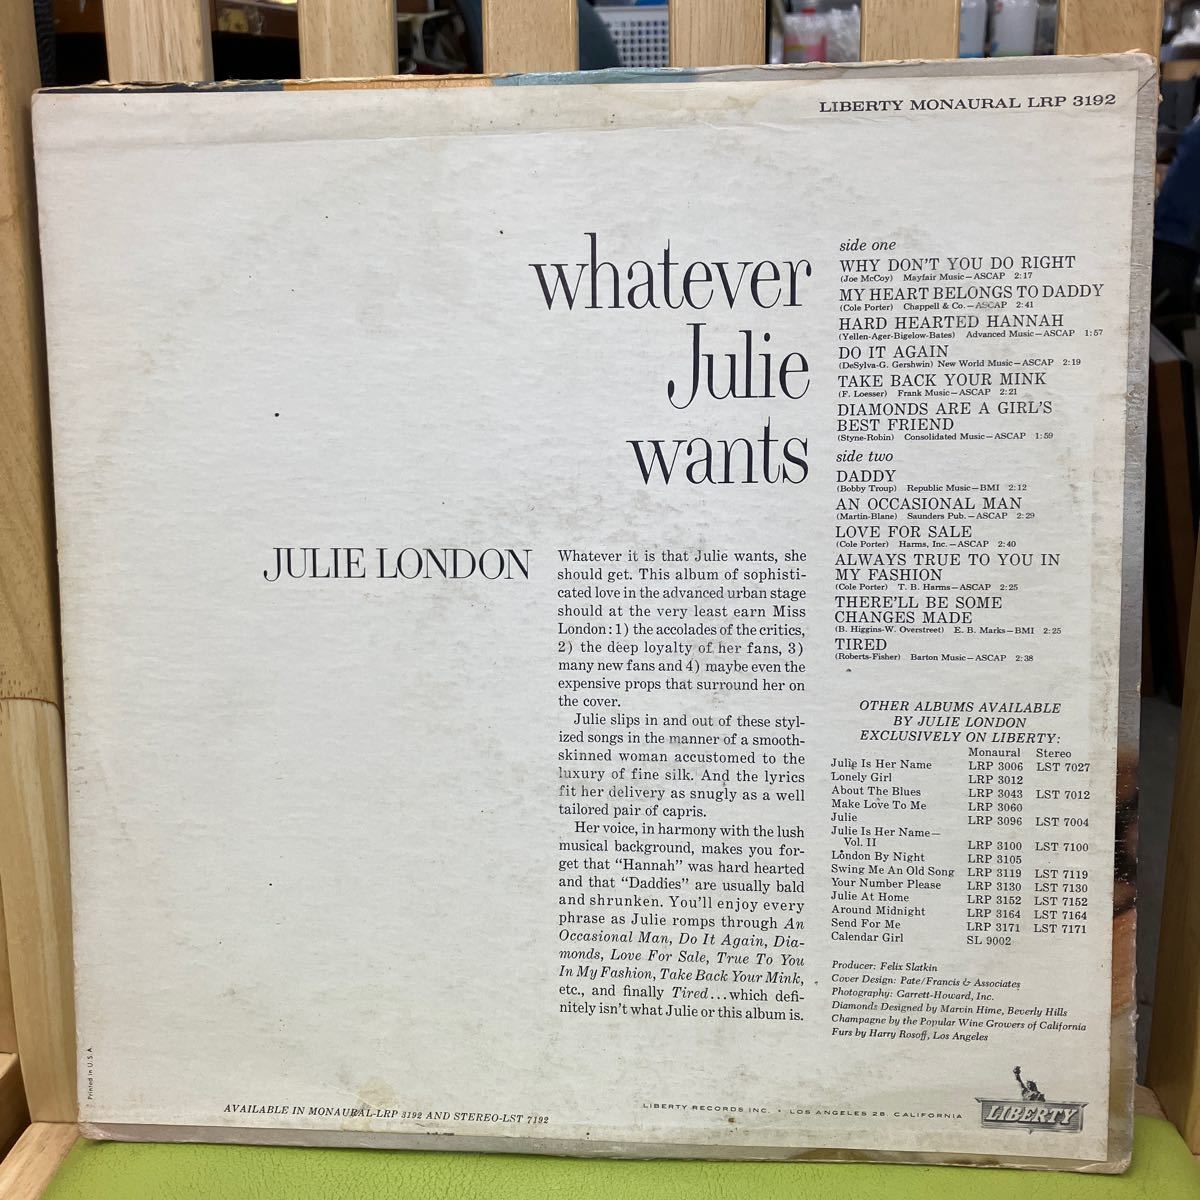 LIBERTY MONAURAL LRP 3192
whatever
Julie
wants
JULIE LONDON
Whatever it is that Julie wants, she
should get. This album of sophisti-
cated love in the advanced urban stage
should at the very least earn Miss
London: 1) the accolades of the critics,
2) the deep loyalty of her fans, 3)
many new fans and 4) maybe even the
expensive props that surround her on
the cover.
Julie slips in and out of these styl-
ized songs in the manner of a smooth-
skinned woman accustomed to the
luxury of fine silk. And the lyrics
fit her delivery as snugly as a well
tailored pair of capris.
Her voice, in harmony with the lush
musical background, makes you for-
get that "Hannah" was hard hearted
and that "Daddies" are usually bald
and shrunken. You'll enjoy every
phrase as Julie romps through An
Occasional Man, Do It Again, Dia-
monds, Love For Sale, True To You
In My Fashion, Take Back Your Mink,
etc., and finally Tired...which defi-
nitely isn't what Julie or this album is.
side one
WHY DON'T YOU DO RIGHT
(Joe McCoy) Mayfair Music—ASCAP 2:17
MY HEART BELONGS TO DADDY
(Cole Porter) Chappell & Co.—ASCAP 2:41
HARD HEARTED HANNAH
(Yellen-Ager-Bigelow-Bates) Advanced Music—ASCAP 1:57
DO IT AGAIN
(DeSylva-G. Gershwin) New World Music—ASCAP 2:19
TAKE BACK YOUR MINK
(F. Loesser) Frank Music—ASCAP 2:21
DIAMONDS ARE A GIRL'S
BEST FRIEND
(Styne-Robin) Consolidated Music—ASCAP 1:59
side two
DADDY
(Bobby Troup) Republic Music—BMI 2:12
AN OCCASIONAL MAN
(Martin-Blane) Saunders Pub.—ASCAP 2:29
LOVE FOR SALE
(Cole Porter) Harms, Inc.—ASCAP 2:40
ALWAYS TRUE TO YOU IN
MY FASHION
(Cole Porter) T. B. Harms—ASCAP 2:25
THERE'LL BE SOME
CHANGES MADE
(B. Higgins-W. Overstreet) E. B. Marks—BMI 2:25
TIRED
(Roberts-Fisher) Barton Music—ASCAP 2:38
OTHER ALBUMS AVAILABLE
BY JULIE LONDON
EXCLUSIVELY ON LIBERTY:
Monaural Stereo
Julie Is Her Name LRP 3006 LST 7027
Lonely Girl LRP 3012
About The Blues LRP 3043 LST 7012
Make Love To Me LRP 3060
Julie LRP 3096 LST 7004
Julie Is Her Name—
Vol. II LRP 3100 LST 7100
London By Night LRP 3105
Swing Me An Old Song LRP 3119 LST 7119
Your Number Please LRP 3130 LST 7130
Julie At Home LRP 3152 LST 7152
Around Midnight LRP 3164 LST 7164
Send For Me LRP 3171 LST 7171
Calendar Girl SL 9002
Producer: Felix Slatkin
Cover Design: Pate/Francis & Associates
Photography: Garrett-Howard, Inc.
Diamonds Designed by Marvin Hime, Beverly Hills
Champagne by the Popular Wine Growers of California
Furs by Harry Rosoff, Los Angeles
Printed in U.S.A.
AVAILABLE IN MONAURAL-LRP 3192 AND STEREO-LST 7192
LIBERTY RECORDS INC. • LOS ANGELES 28, CALIFORNIA
LIBERTY